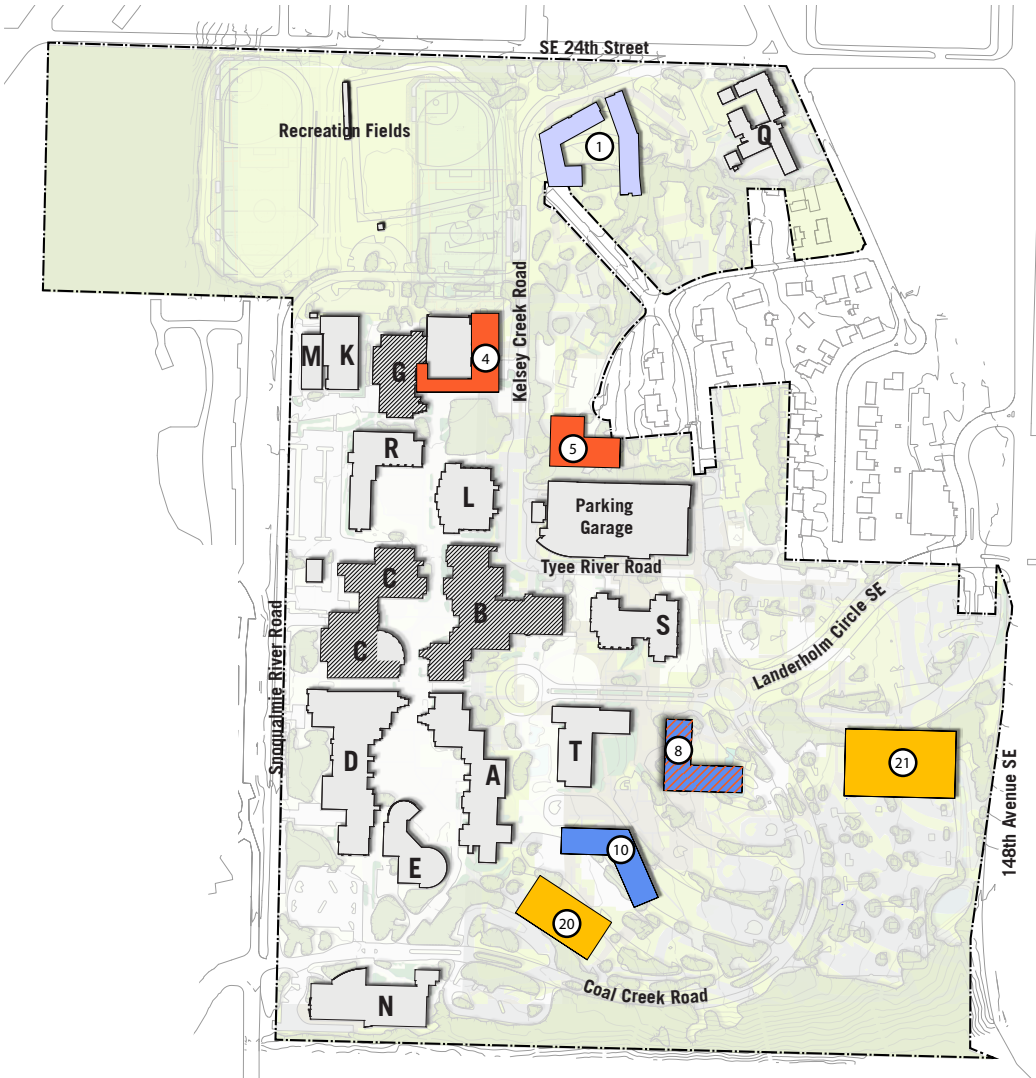 SE 24th Street
Recreation Fields
1
Q
Kelsey Creek Road
M
K
G
4
R
5
L
Parking
Garage
Tyee River Road
C
B
C
S
Snoqualmie River Road
Landerholm Circle SE
D
A
T
8
21
148th Avenue SE
E
10
20
Coal Creek Road
N